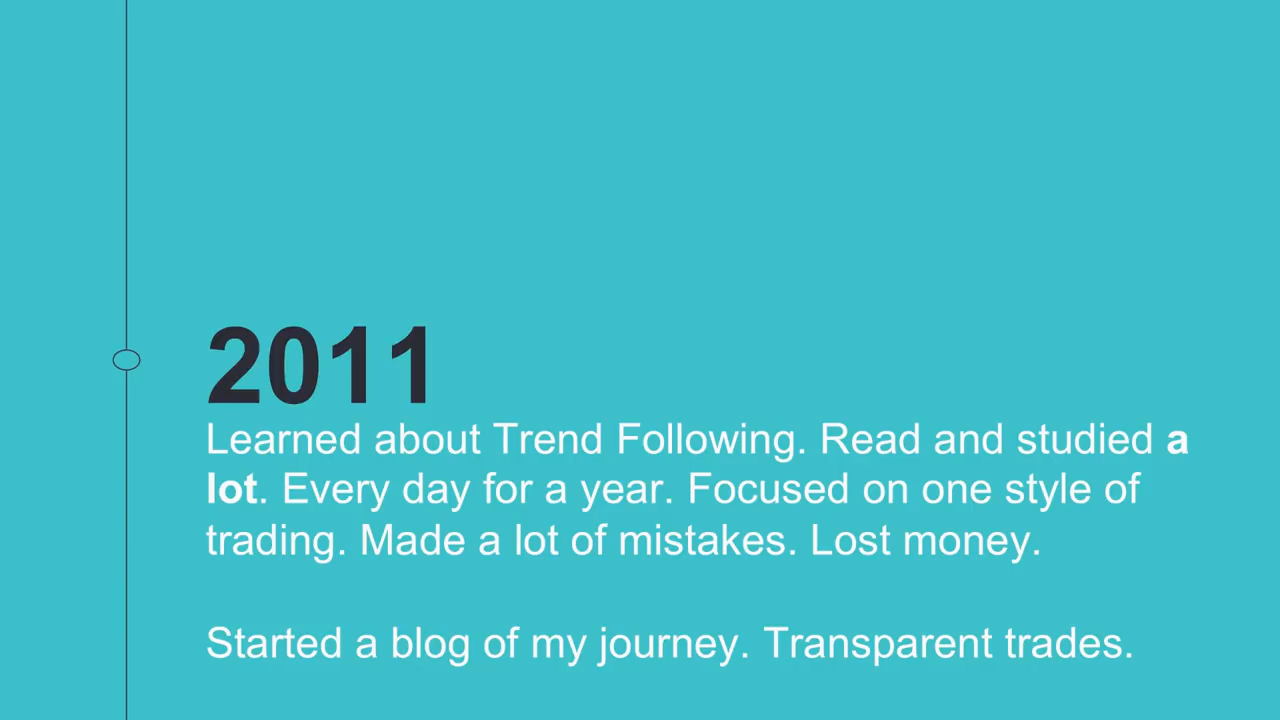 2011
Learned about Trend Following. Read and studied a
lot. Every day for a year. Focused on one style of
trading. Made a lot of mistakes. Lost money.
Started a blog of my journey. Transparent trades.